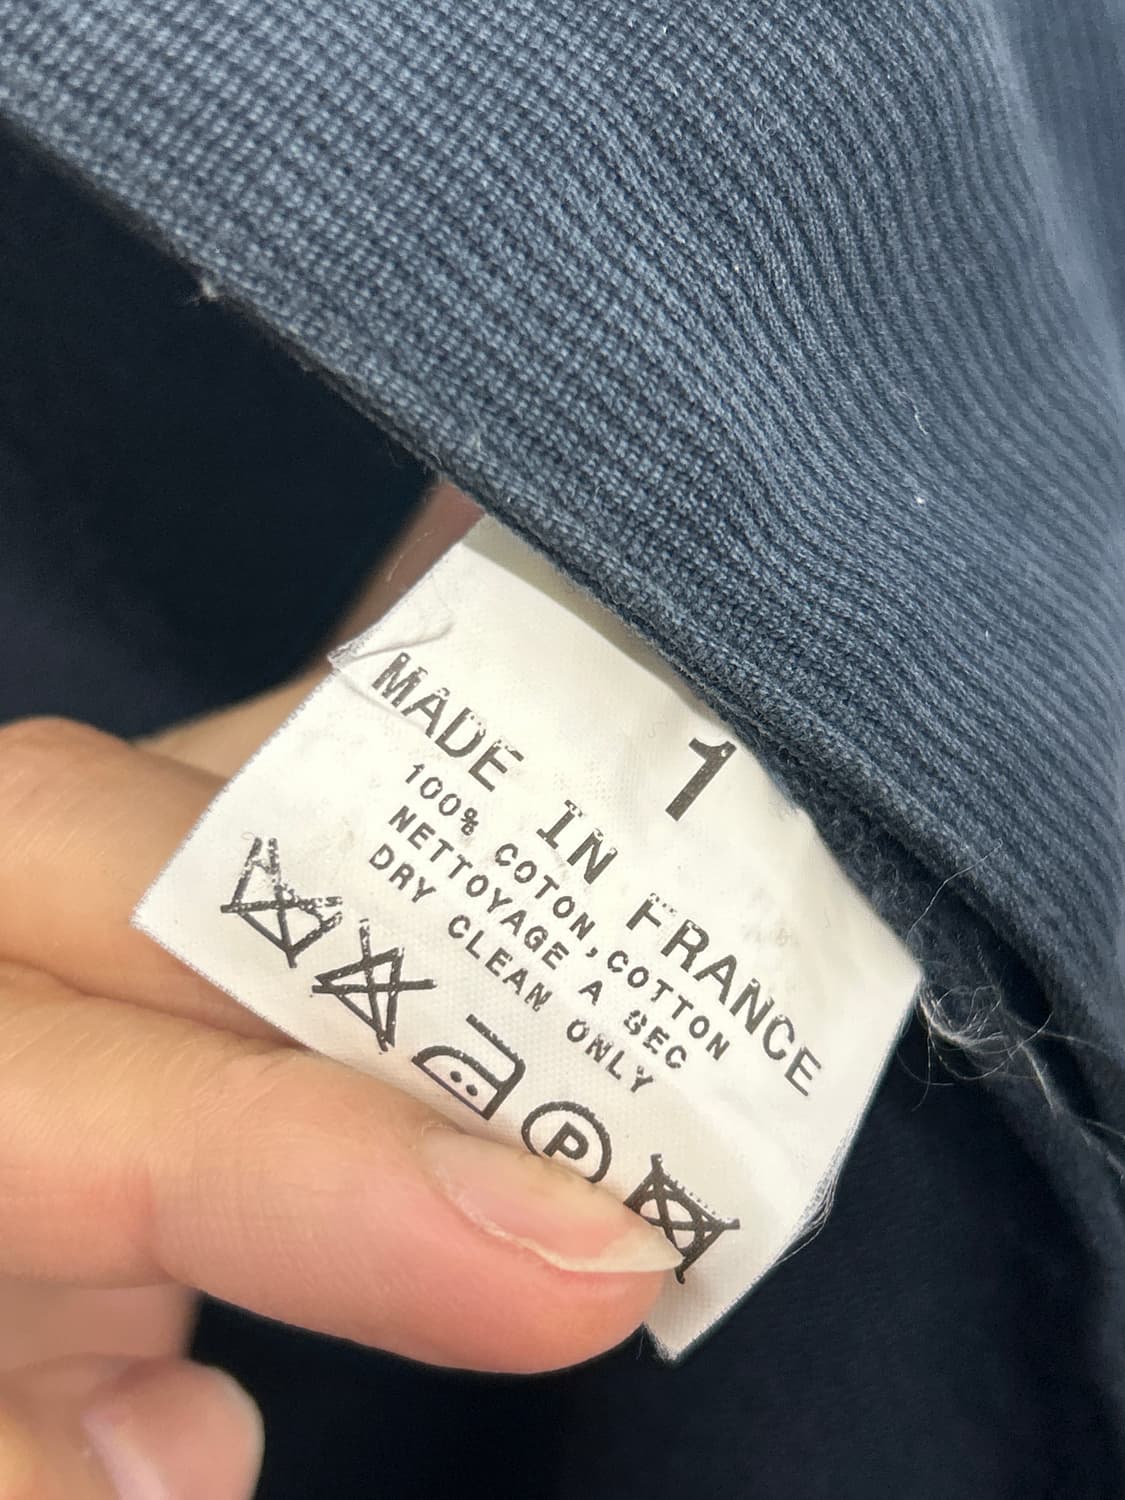 1
MADE IN FRANCE
100% COTON,COTTON
NETTOYAGE A SEC
DRY CLEAN ONLY
P